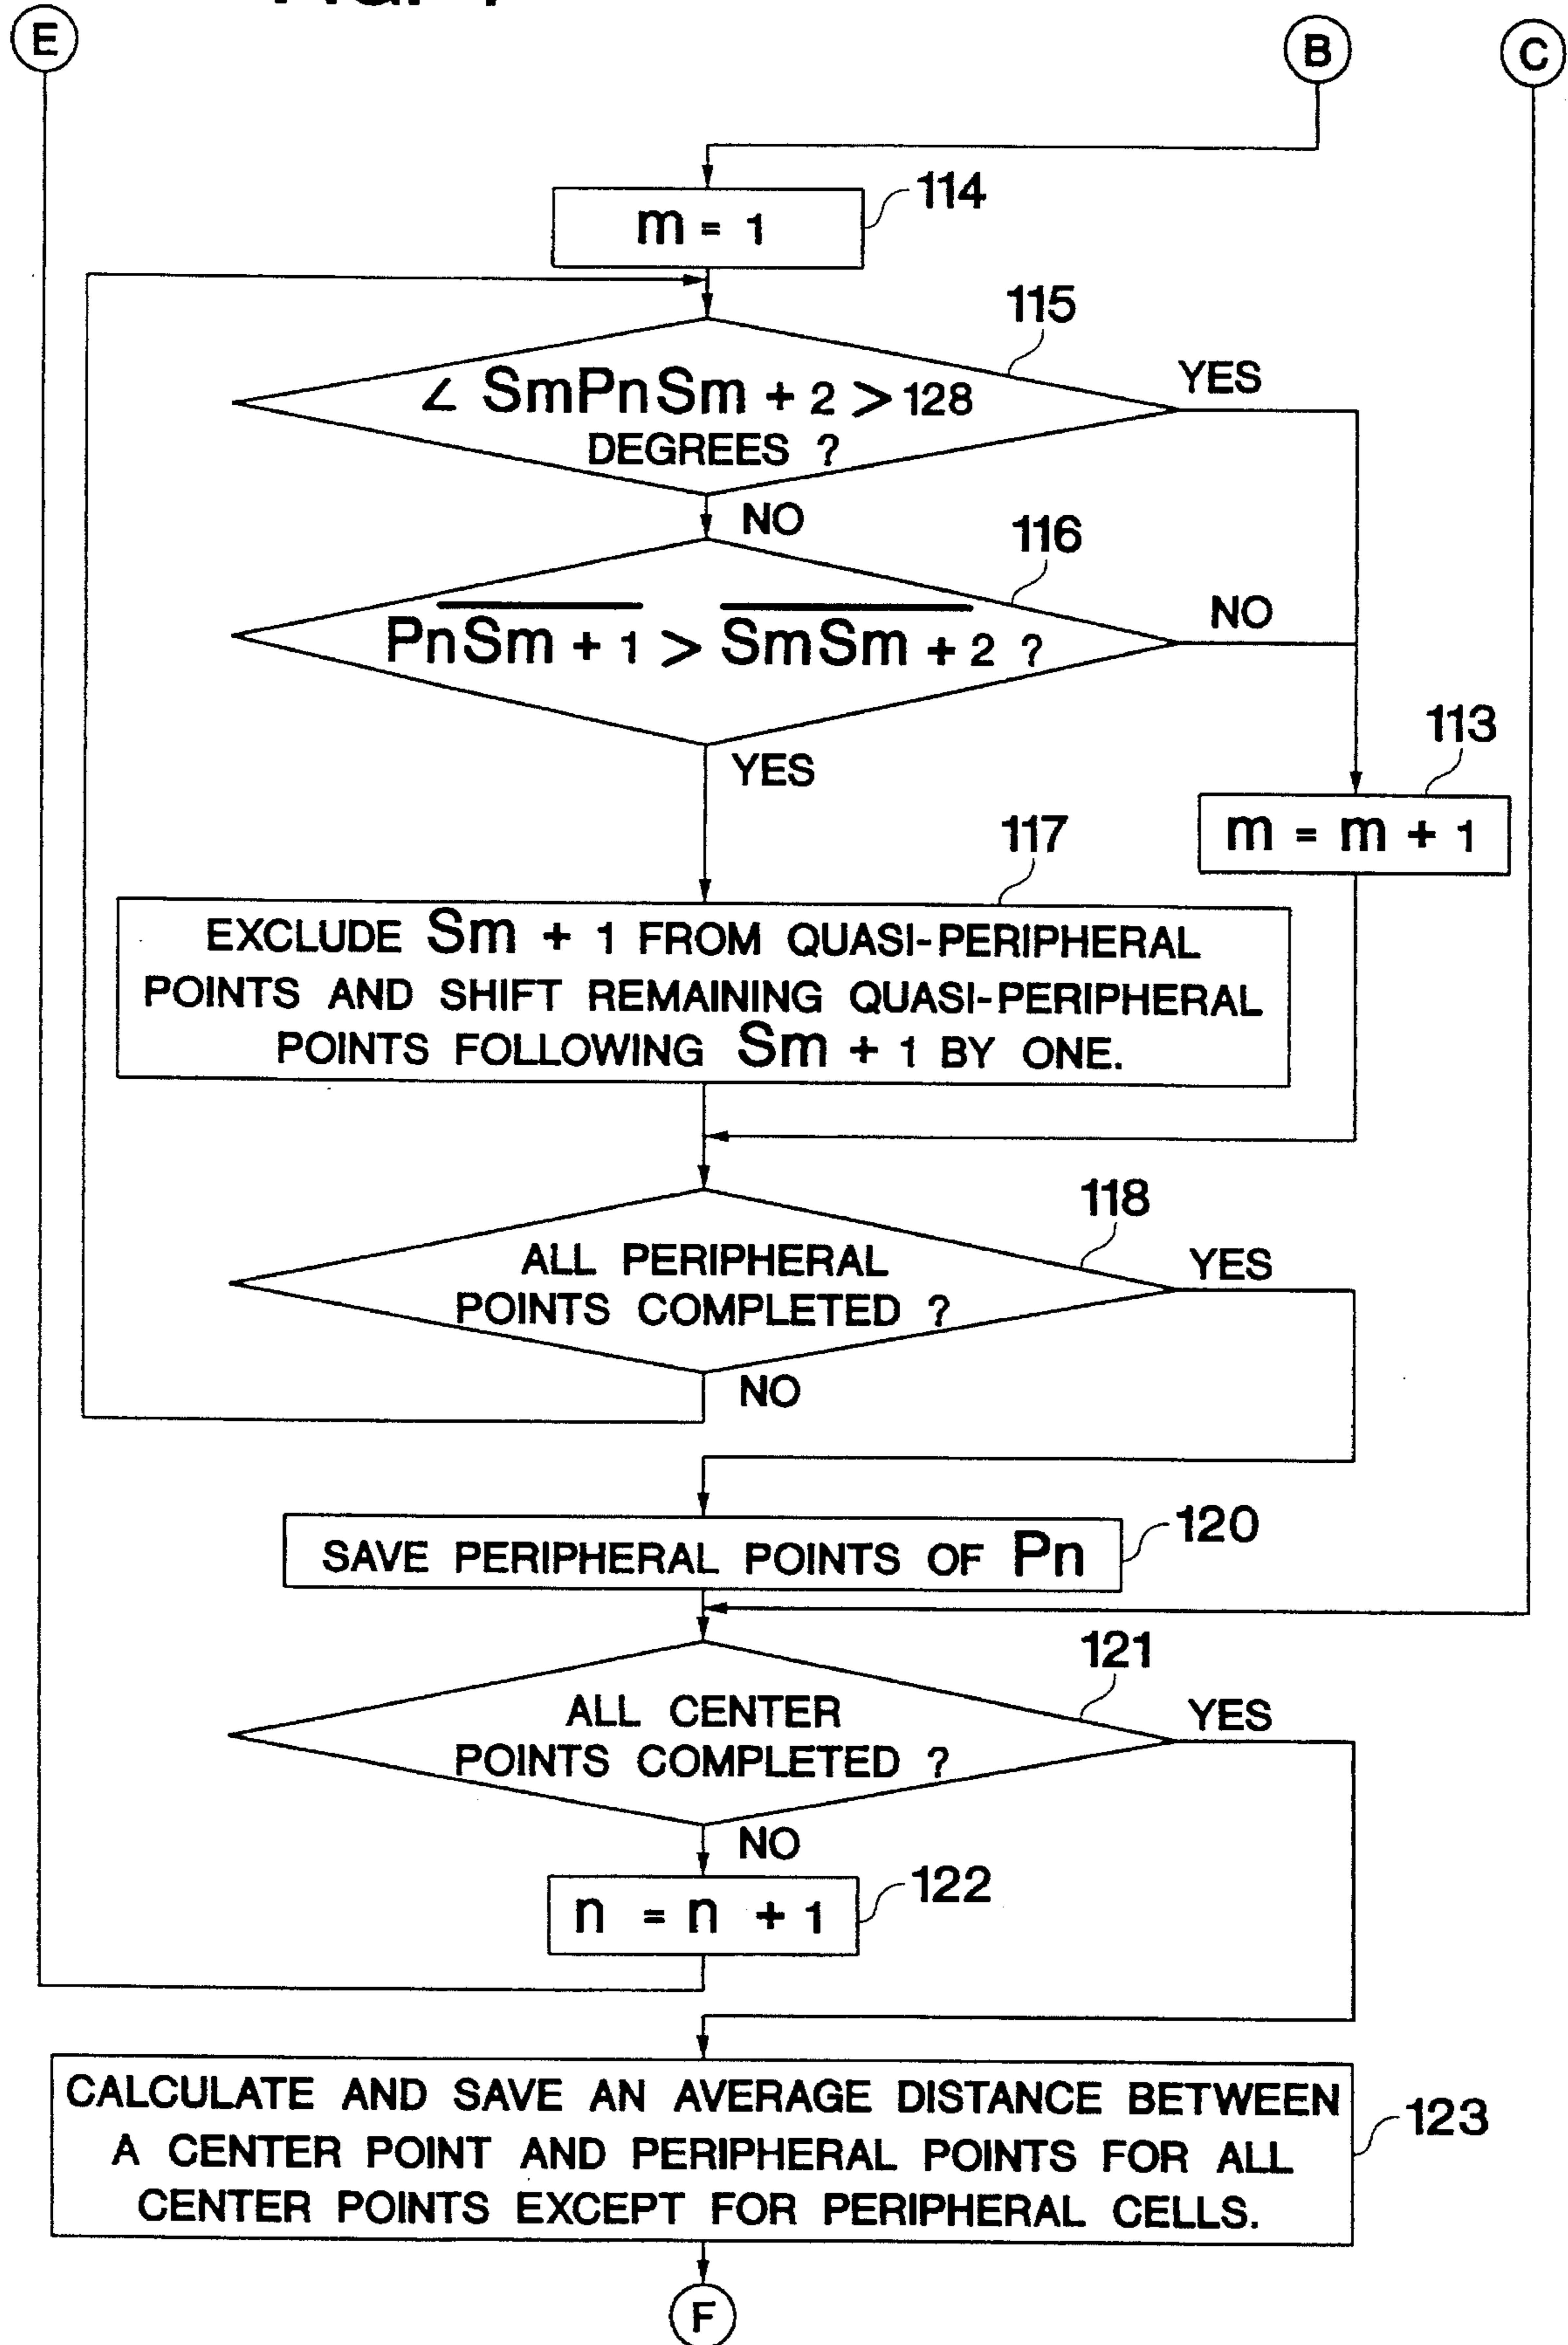 E
B
C
114
m = 1
115
∠ SmPnSm + 2 > 128
DEGREES ?
YES
NO
116
PnSm + 1 > SmSm + 2 ?
NO
YES
113
m = m + 1
117
EXCLUDE Sm + 1 FROM QUASI-PERIPHERAL
POINTS AND SHIFT REMAINING QUASI-PERIPHERAL
POINTS FOLLOWING Sm + 1 BY ONE.
118
ALL PERIPHERAL
POINTS COMPLETED ?
YES
NO
120
SAVE PERIPHERAL POINTS OF Pn
121
ALL CENTER
POINTS COMPLETED ?
YES
NO
122
n = n + 1
CALCULATE AND SAVE AN AVERAGE DISTANCE BETWEEN
A CENTER POINT AND PERIPHERAL POINTS FOR ALL
CENTER POINTS EXCEPT FOR PERIPHERAL CELLS.
123
F